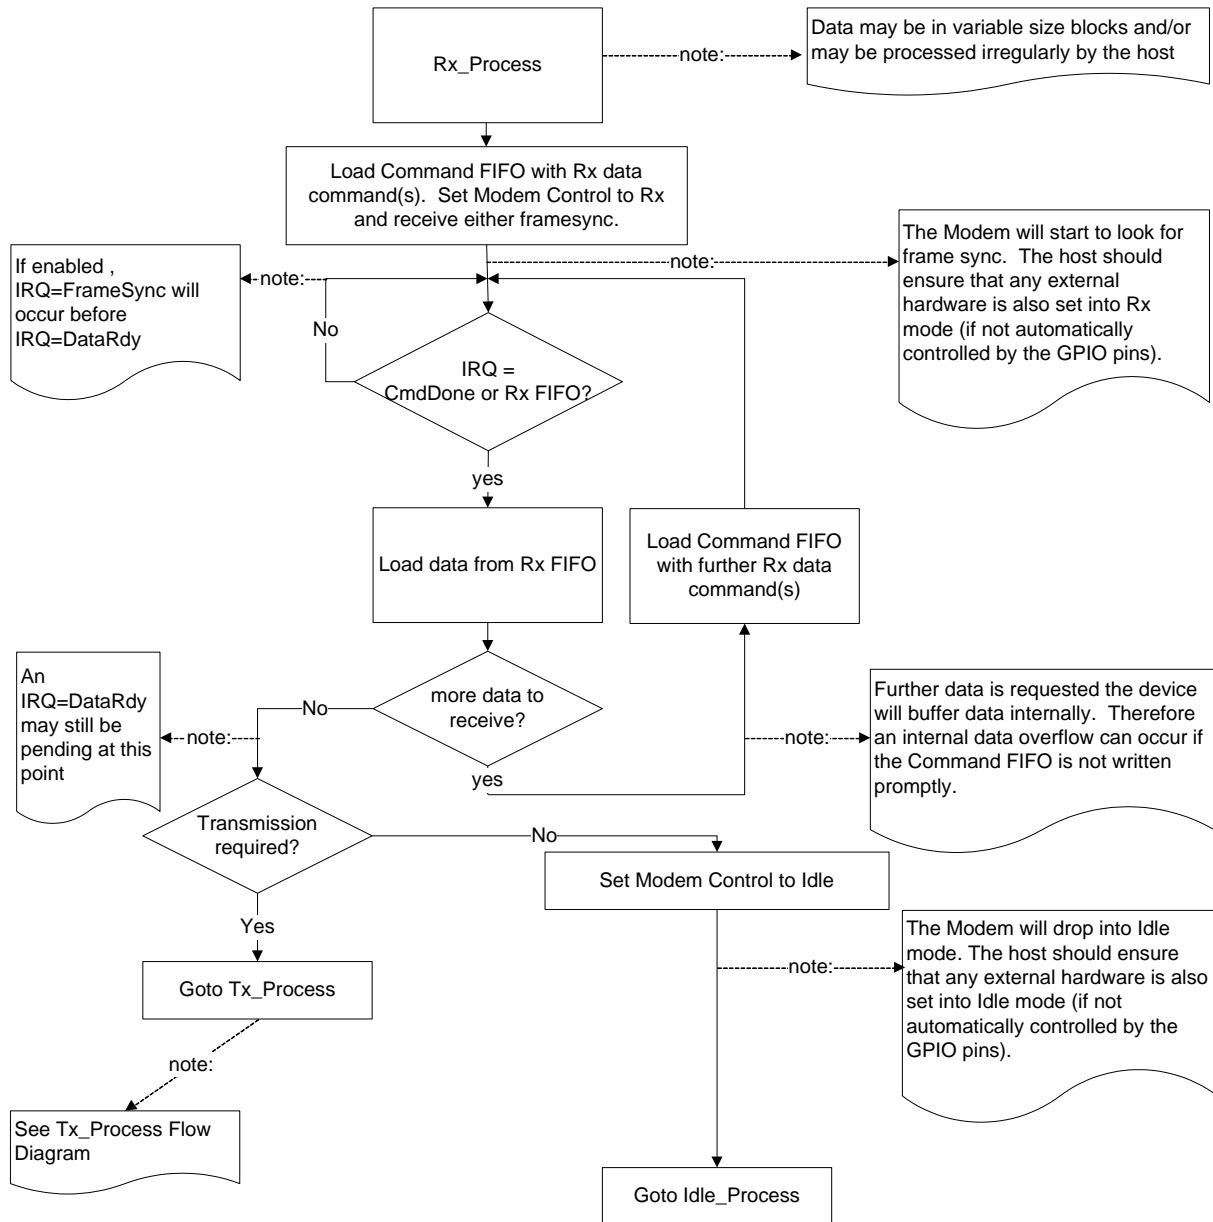 Rx_Process
note:
Data may be in variable size blocks and/or
may be processed irregularly by the host
Load Command FIFO with Rx data
command(s).  Set Modem Control to Rx
and receive either framesync.
If enabled ,
IRQ=FrameSync will
occur before
IRQ=DataRdy
note:
note:
The Modem will start to look for
frame sync.  The host should
ensure that any external
hardware is also set into Rx
mode (if not automatically
controlled by the GPIO pins).
No
IRQ =
CmdDone or Rx FIFO?
yes
Load data from Rx FIFO
Load Command FIFO
with further Rx data
command(s)
An
IRQ=DataRdy
may still be
pending at this
point
note:
No
more data to
receive?
yes
note:
Further data is requested the device
will buffer data internally.  Therefore
an internal data overflow can occur if
the Command FIFO is not written
promptly.
Transmission
required?
No
Set Modem Control to Idle
Yes
note:
The Modem will drop into Idle
mode. The host should ensure
that any external hardware is also
set into Idle mode (if not
automatically controlled by the
GPIO pins).
Goto Tx_Process
note:
See Tx_Process Flow
Diagram
Goto Idle_Process